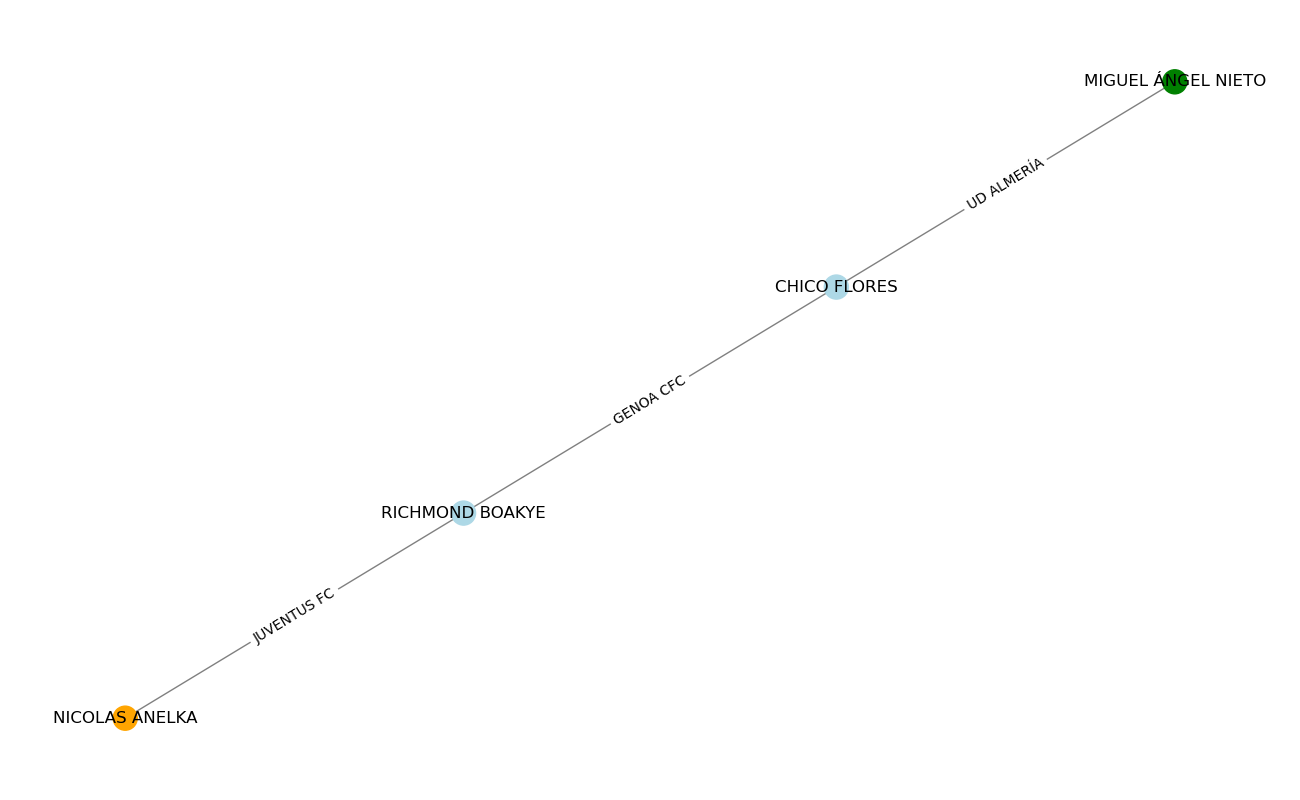 MIGUEL ÁNGEL NIETO
UD ALMERÍA
CHICO FLORES
GENOA CFC
RICHMOND BOAKYE
JUVENTUS FC
NICOLAS ANELKA